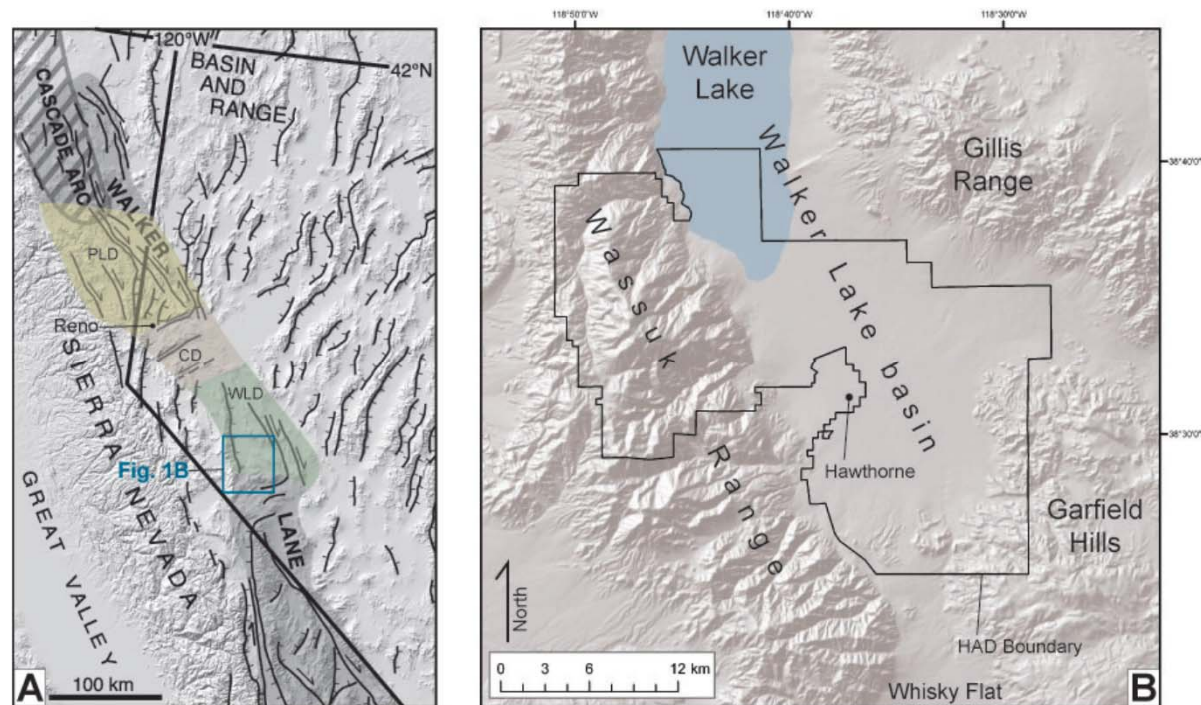 120°W
BASIN
AND
RANGE
42°N
CASCADE ARC
WALKER
PLD
Reno
CD
WLD
SIERRA NEVADA
Fig. 1B
LANE
GREAT VALLEY
A
100 km
118°50'0"W
118°40'0"W
118°30'0"W
Walker
Lake
Walker Lake basin
Gillis
Range
38°40'0"
Wassuk Range
38°30'0"
Hawthorne
Garfield
Hills
North
HAD Boundary
0 3 6 12 km
Whisky Flat
B